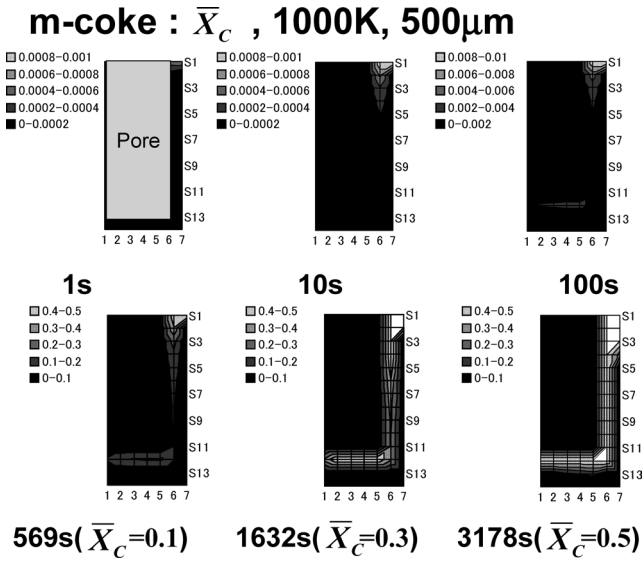 m-coke : X̅_C , 1000K, 500μm
0.0008−0.001
0.0006−0.0008
0.0004−0.0006
0.0002−0.0004
0−0.0002
Pore
S1
S3
S5
S7
S9
S11
S13
1 2 3 4 5 6 7
0.0008−0.001
0.0006−0.0008
0.0004−0.0006
0.0002−0.0004
0−0.0002
S1
S3
S5
S7
S9
S11
S13
1 2 3 4 5 6 7
0.008−0.01
0.006−0.008
0.004−0.006
0.002−0.004
0−0.002
S1
S3
S5
S7
S9
S11
S13
1 2 3 4 5 6 7
1s 10s 100s
0.4−0.5
0.3−0.4
0.2−0.3
0.1−0.2
0−0.1
S1
S3
S5
S7
S9
S11
S13
1 2 3 4 5 6 7
0.4−0.5
0.3−0.4
0.2−0.3
0.1−0.2
0−0.1
S1
S3
S5
S7
S9
S11
S13
1 2 3 4 5 6 7
0.4−0.5
0.3−0.4
0.2−0.3
0.1−0.2
0−0.1
S1
S3
S5
S7
S9
S11
S13
1 2 3 4 5 6 7
569s( X̅_C=0.1) 1632s( X̅_C=0.3) 3178s( X̅_C=0.5)